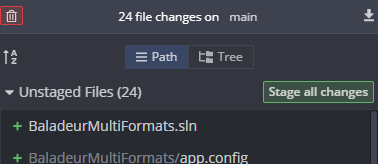 24 file changes on main
Path Tree
Unstaged Files (24) Stage all changes
BaladeurMultiFormats.sln
BaladeurMultiFormats/app.config